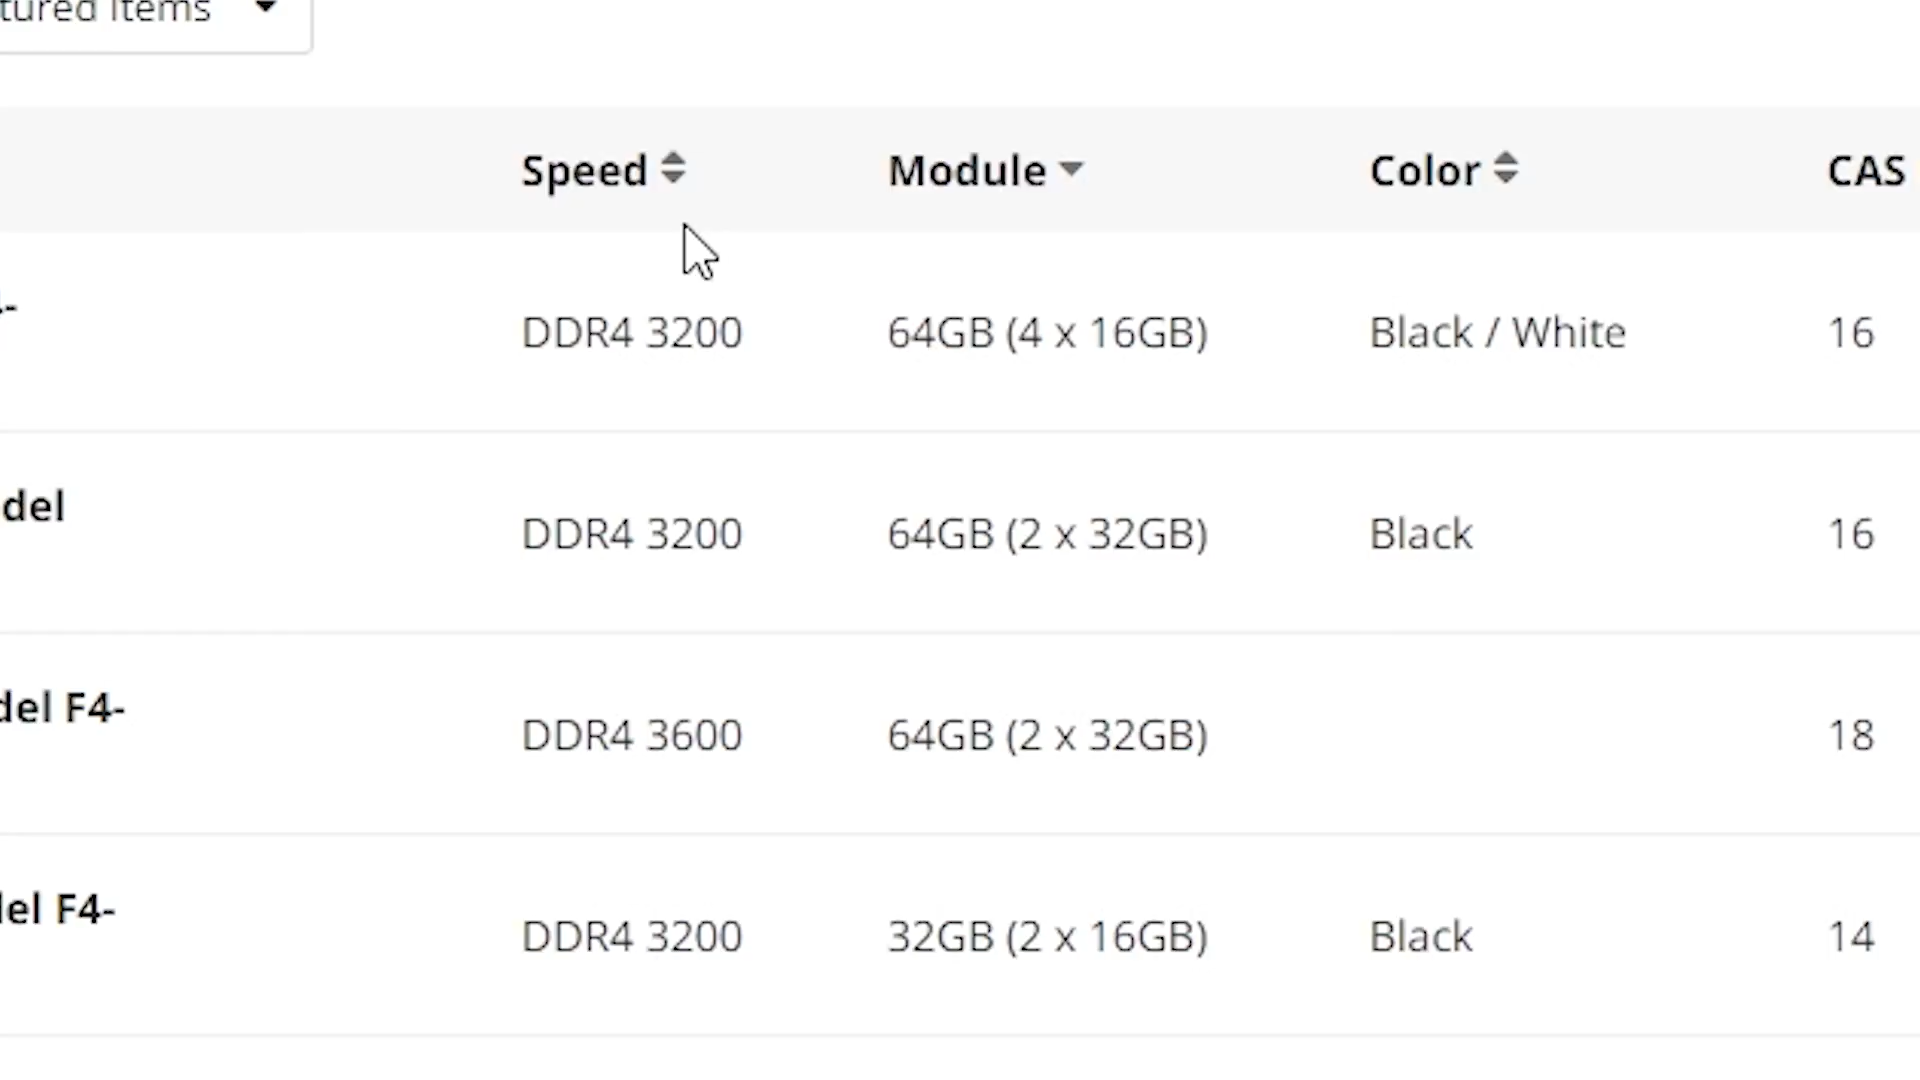 tured Items
Speed Module Color CAS
DDR4 3200 64GB (4 x 16GB) Black / White 16
del
DDR4 3200 64GB (2 x 32GB) Black 16
del F4-
DDR4 3600 64GB (2 x 32GB) 18
del F4-
DDR4 3200 32GB (2 x 16GB) Black 14